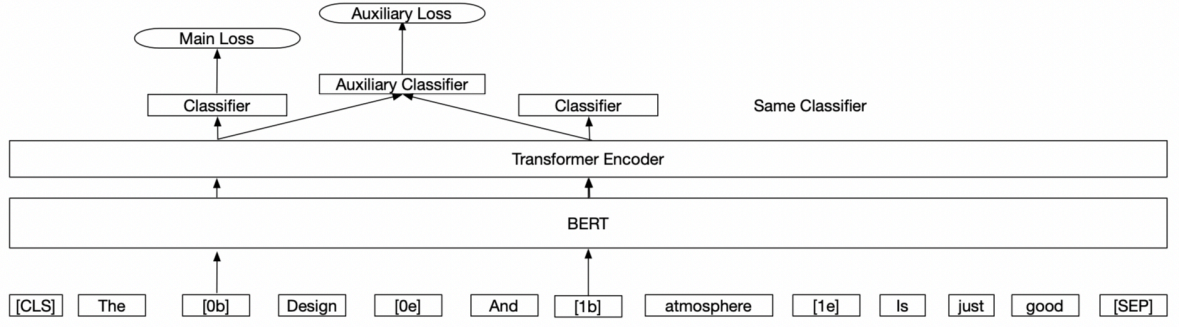 Auxiliary Loss
Main Loss
Auxiliary Classifier
Classifier
Classifier
Same Classifier
Transformer Encoder
BERT
[CLS] The [0b] Design [0e] And [1b] atmosphere [1e] Is just good [SEP]